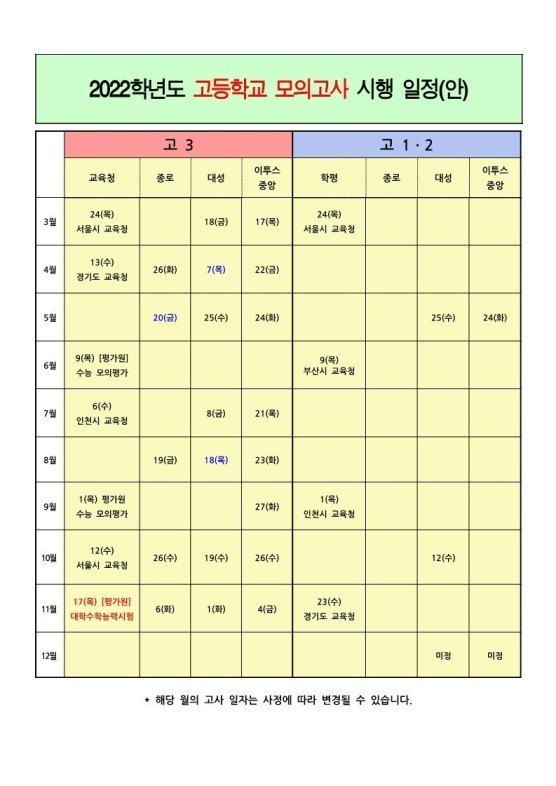 2022학년도 고등학교 모의고사 시행 일정(안)
고 3 고 1·2
교육청 종로 대성 이투스 중앙 학평 종로 대성 이투스 중앙
3월 24(목) 서울시 교육청 18(금) 17(목) 24(목) 서울시 교육청
4월 13(수) 경기도 교육청 26(화) 7(목) 22(금)
5월 20(금) 25(수) 24(화) 25(수) 24(화)
6월 9(목) [평가원] 수능 모의평가 9(목) 부산시 교육청
7월 6(수) 인천시 교육청 8(금) 21(목)
8월 19(금) 18(목) 23(화)
9월 1(목) 평가원 수능 모의평가 27(화) 1(목) 인천시 교육청
10월 12(수) 서울시 교육청 26(수) 19(수) 26(수) 12(수)
11월 17(목) [평가원] 대학수학능력시험 6(화) 1(화) 4(금) 23(수) 경기도 교육청
12월 미정 미정
* 해당 월의 고사 일자는 사정에 따라 변경될 수 있습니다.